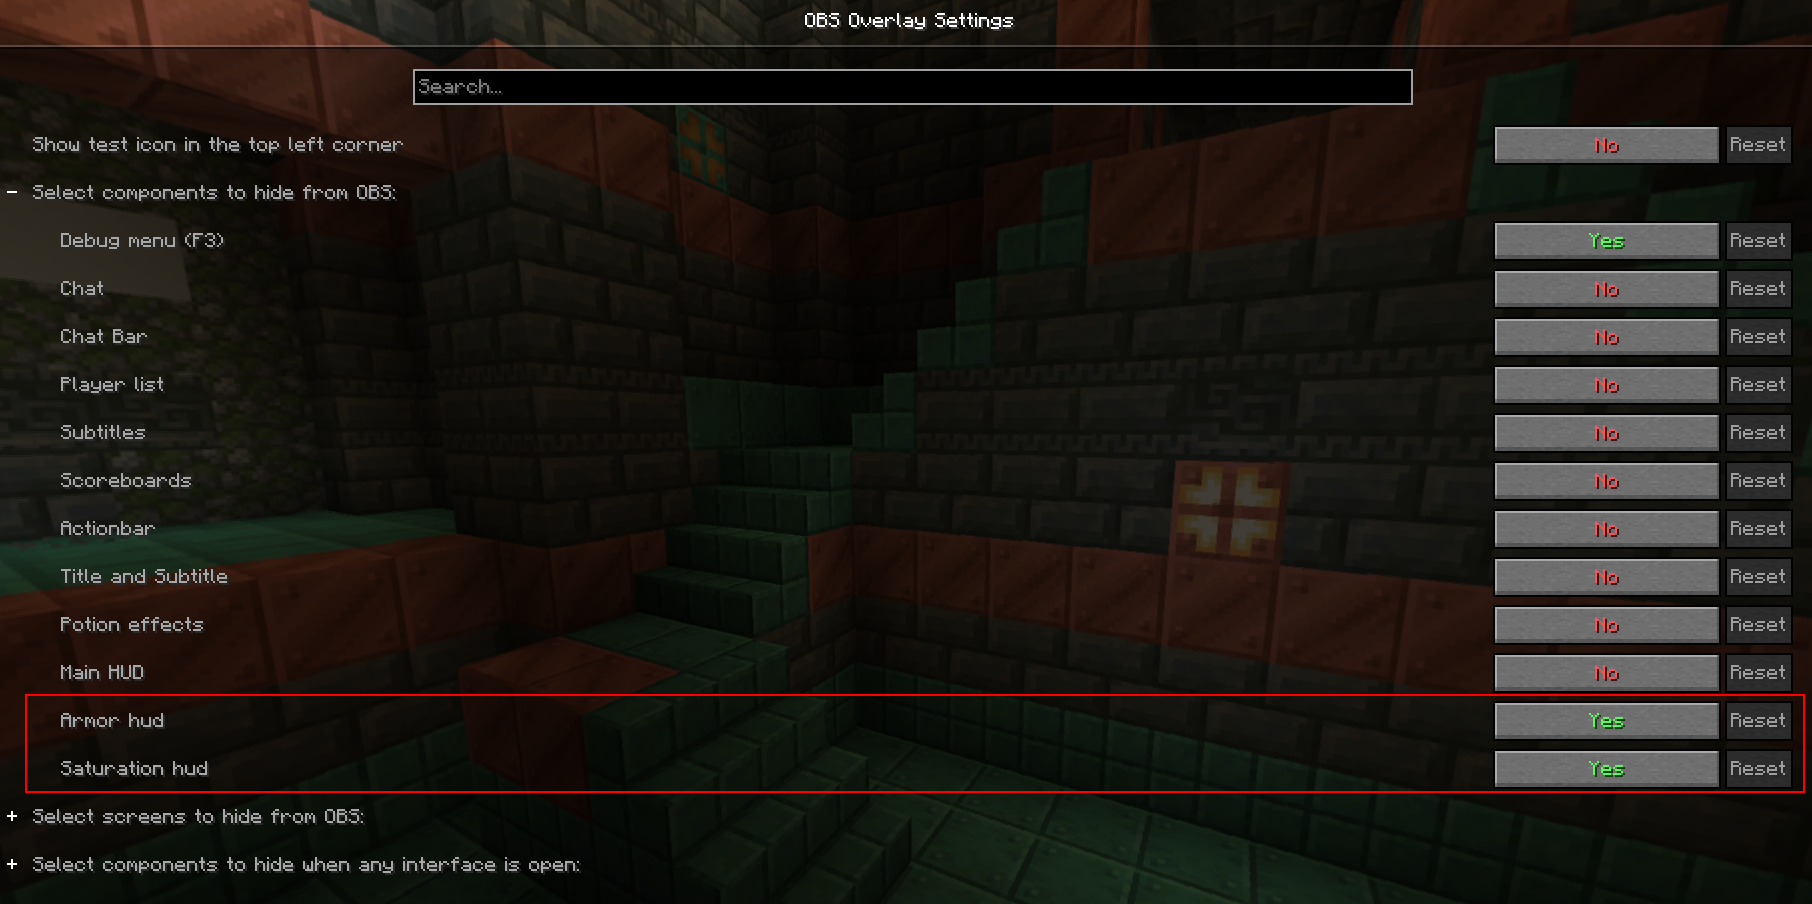 OBS Overlay Settings
Search...
Show test icon in the top left corner No Reset
- Select components to hide from OBS:
Debug menu (F3) Yes Reset
Chat No Reset
Chat Bar No Reset
Player list No Reset
Subtitles No Reset
Scoreboards No Reset
Actionbar No Reset
Title and Subtitle No Reset
Potion effects No Reset
Main HUD No Reset
Armor hud Yes Reset
Saturation hud Yes Reset
+ Select screens to hide from OBS:
+ Select components to hide when any interface is open: